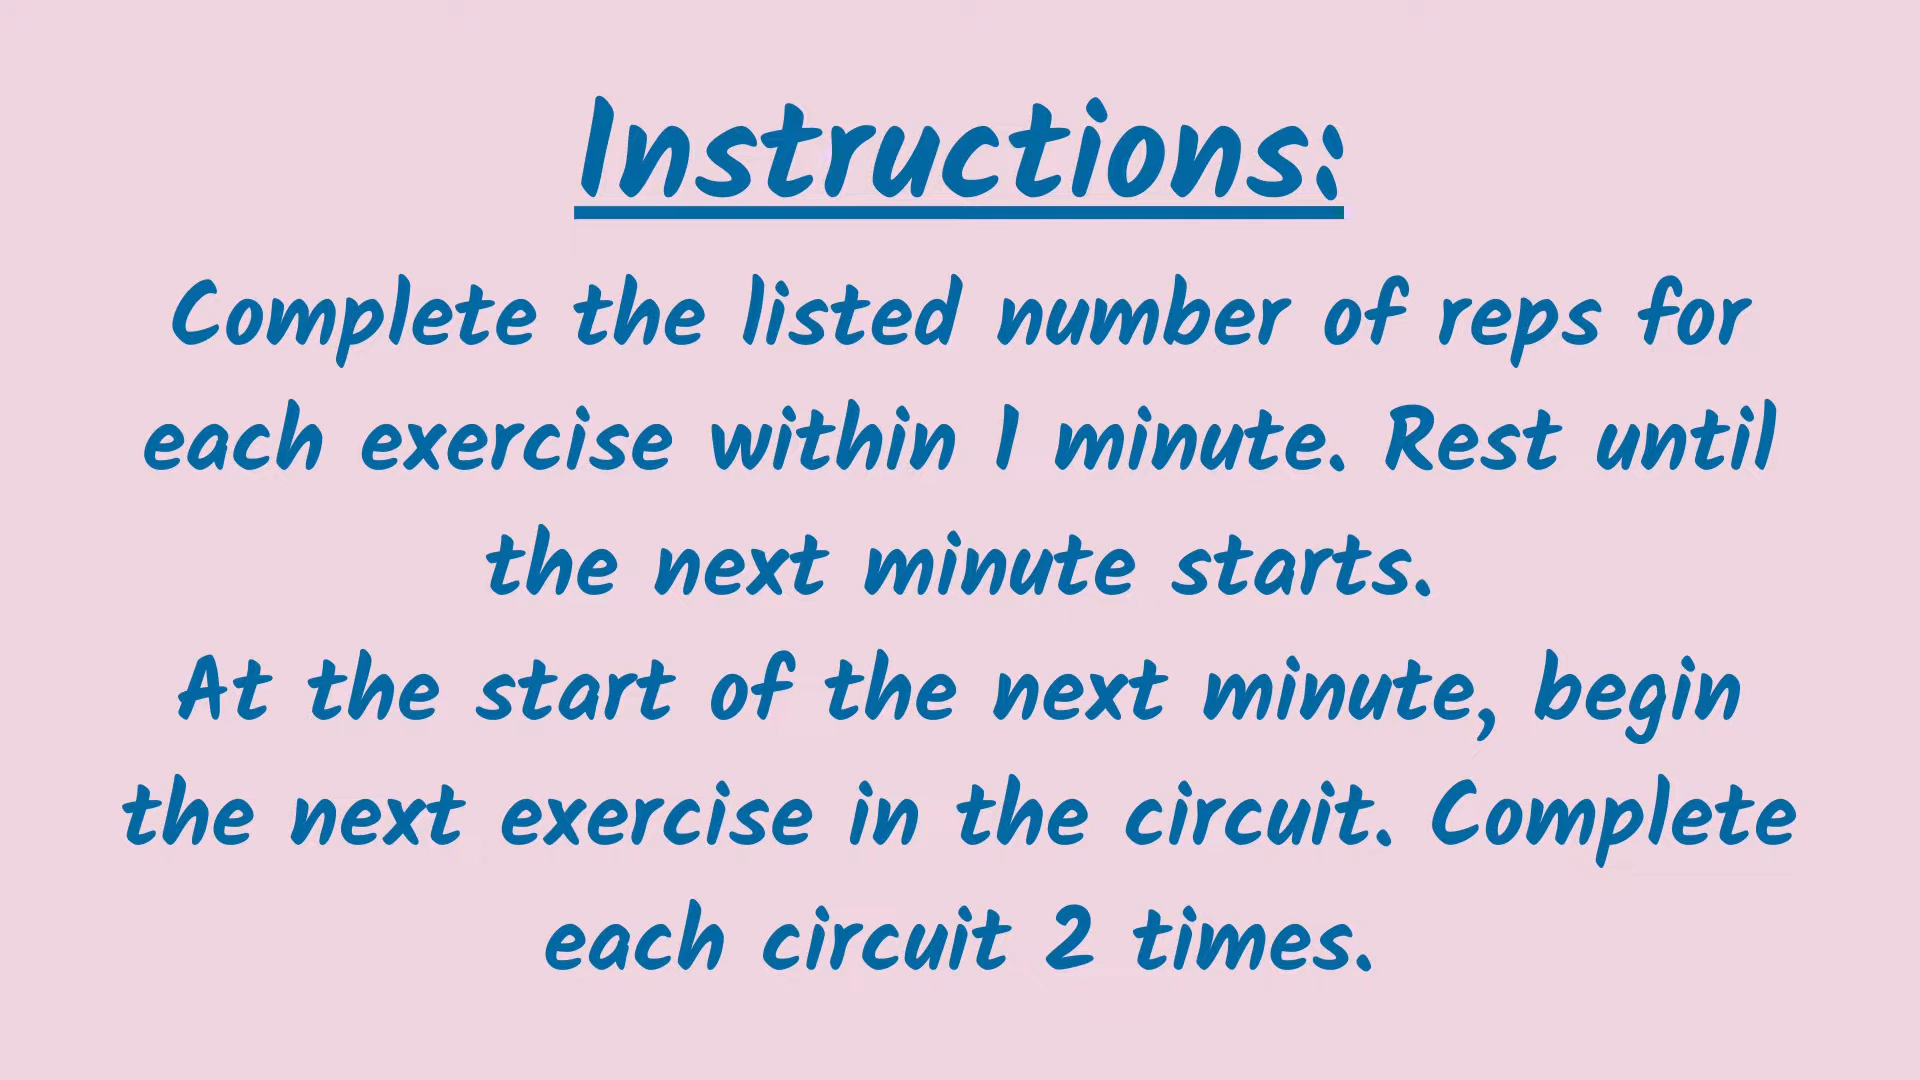 Instructions:
Complete the listed number of reps for
each exercise within 1 minute. Rest until
the next minute starts.
At the start of the next minute, begin
the next exercise in the circuit. Complete
each circuit 2 times.